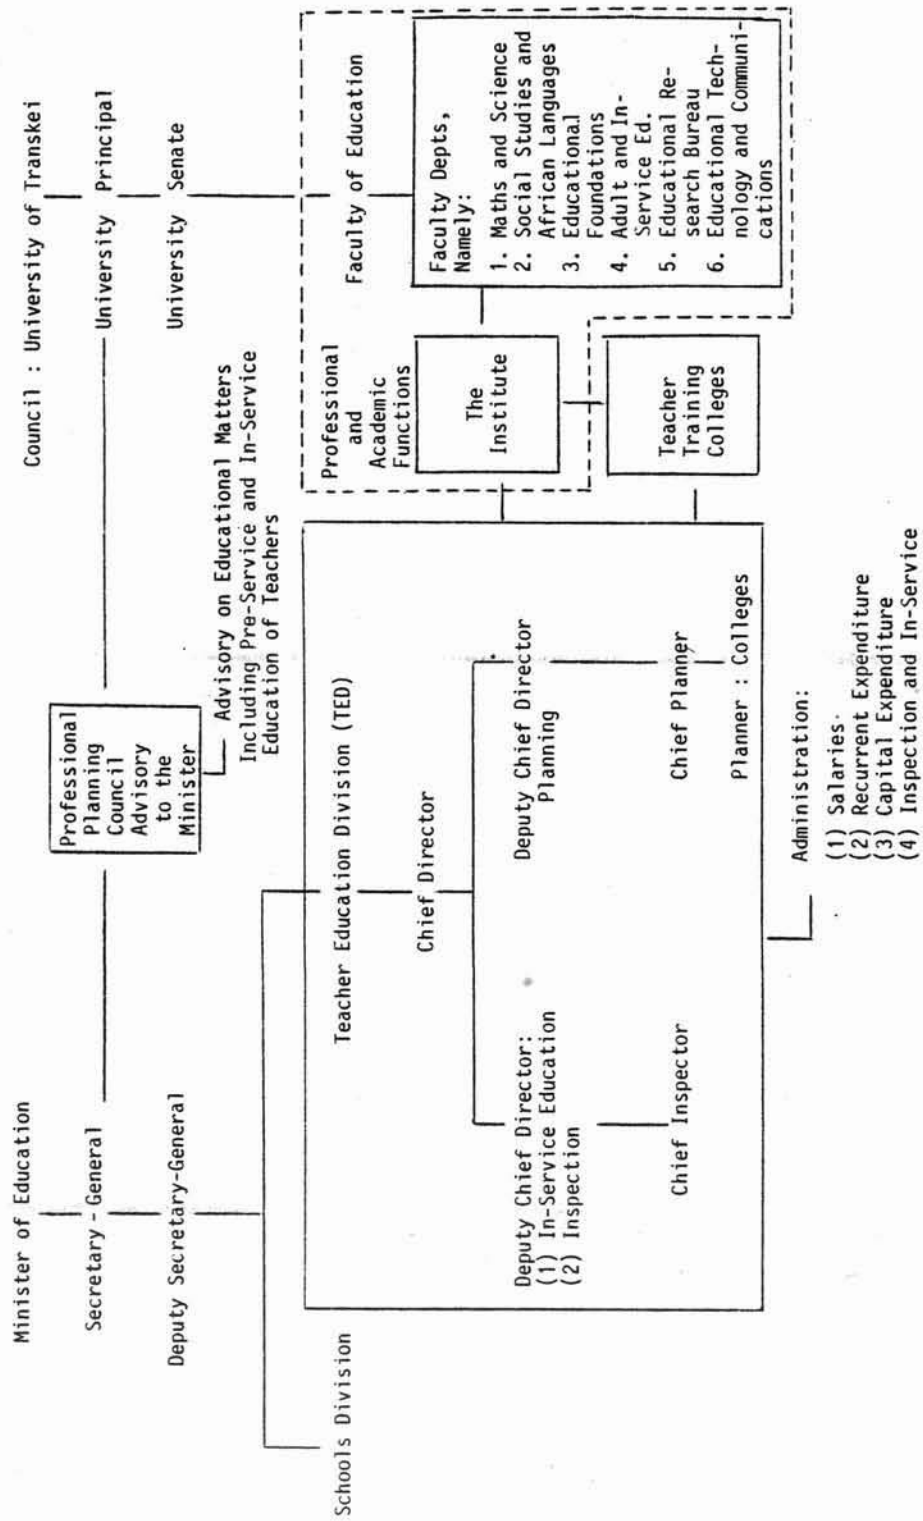 Minister of Education
Secretary-General
Deputy Secretary-General
Council : University of Transkei
University Principal
University Senate
Professional
Planning
Council
Advisory
to the
Minister
Advisory on Educational Matters
Including Pre-Service and In-Service
Education of Teachers
Schools Division
Teacher Education Division (TED)
Chief Director
Deputy Chief Director:
(1) In-Service Education
(2) Inspection
Chief Inspector
Deputy Chief Director
Planning
Chief Planner
Planner : Colleges
Administration:
(1) Salaries
(2) Recurrent Expenditure
(3) Capital Expenditure
(4) Inspection and In-Service
Professional
and
Academic
Functions
The
Institute
Teacher
Training
Colleges
Faculty of Education
Faculty Depts,
Namely:
1. Maths and Science
2. Social Studies and
African Languages
3. Educational
Foundations
4. Adult and In-
Service Ed.
5. Educational Re-
search Bureau
6. Educational Tech-
nology and Communi-
cations